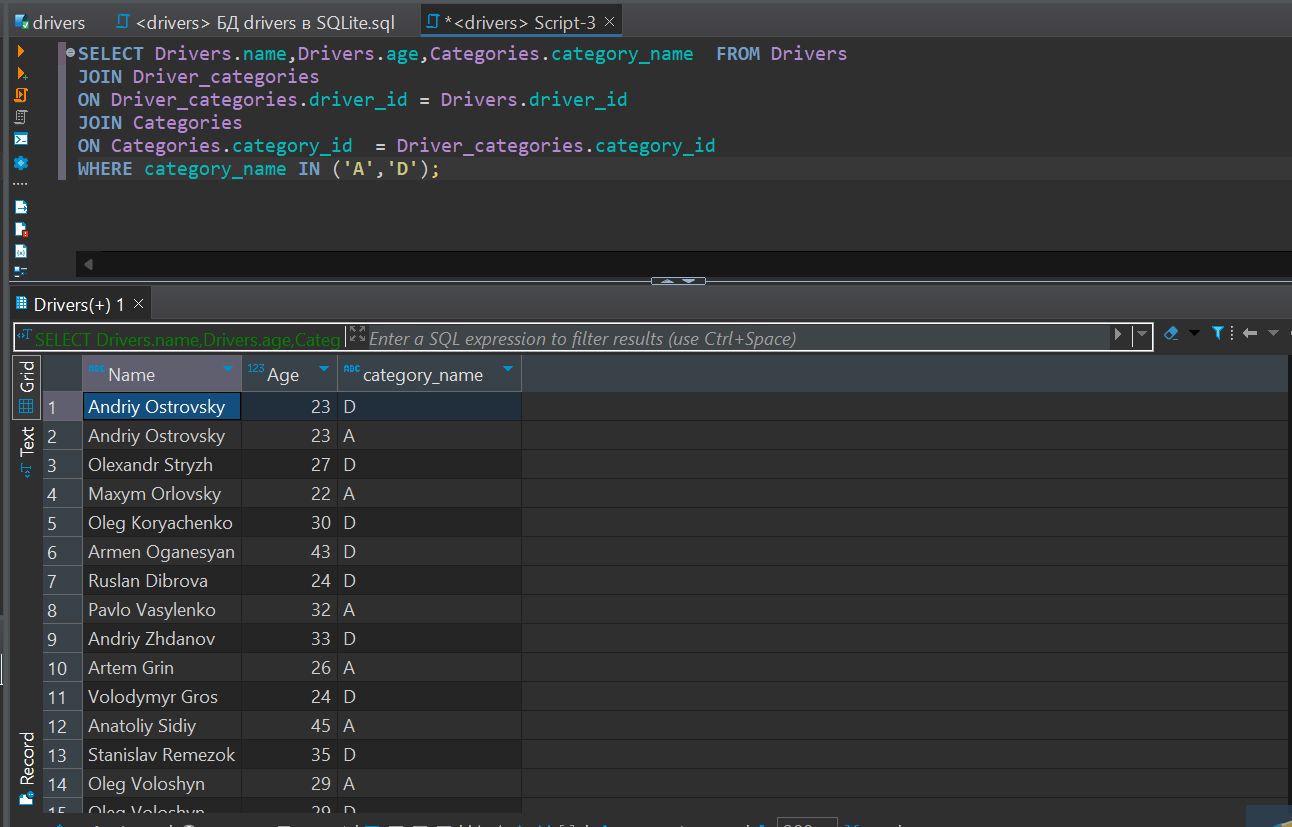 drivers <drivers> БД drivers в SQLite.sql *<drivers> Script-3
SELECT Drivers.name,Drivers.age,Categories.category_name  FROM Drivers
JOIN Driver_categories
ON Driver_categories.driver_id = Drivers.driver_id
JOIN Categories
ON Categories.category_id  = Driver_categories.category_id
WHERE category_name IN ('A','D');
Drivers(+) 1
SELECT Drivers.name,Drivers.age,Categ Enter a SQL expression to filter results (use Ctrl+Space)
Grid
Text
Record
ABC Name 123 Age ABC category_name
1 Andriy Ostrovsky 23 D
2 Andriy Ostrovsky 23 A
3 Olexandr Stryzh 27 D
4 Maxym Orlovsky 22 A
5 Oleg Koryachenko 30 D
6 Armen Oganesyan 43 D
7 Ruslan Dibrova 24 D
8 Pavlo Vasylenko 32 A
9 Andriy Zhdanov 33 D
10 Artem Grin 26 A
11 Volodymyr Gros 24 D
12 Anatoliy Sidiy 45 A
13 Stanislav Remezok 35 D
14 Oleg Voloshyn 29 A
15 Oleg Voloshyn 29 D